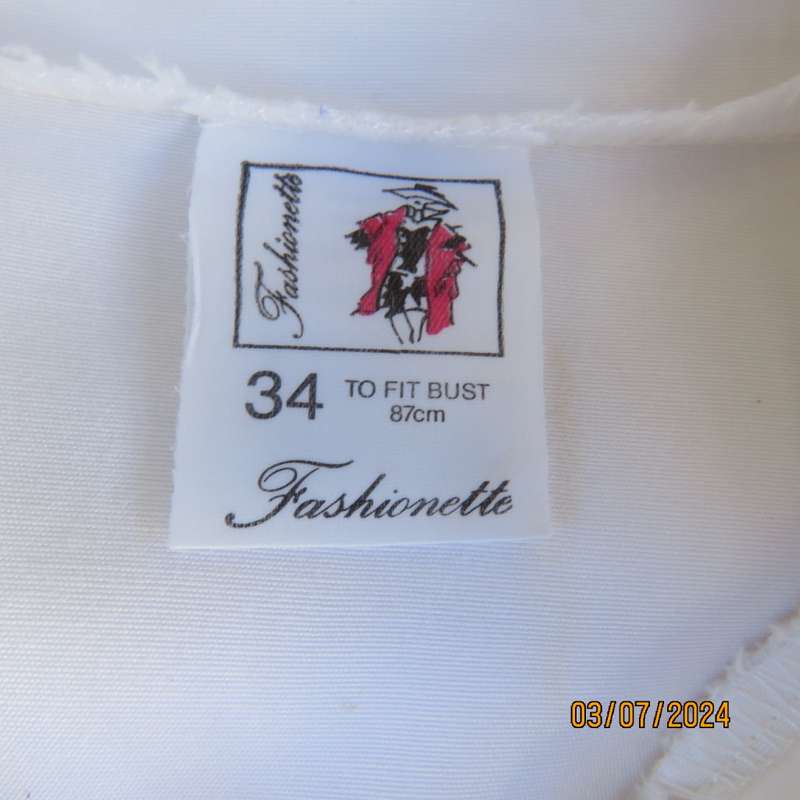 Fashionette
34 TO FIT BUST
87cm
Fashionette
03/07/2024